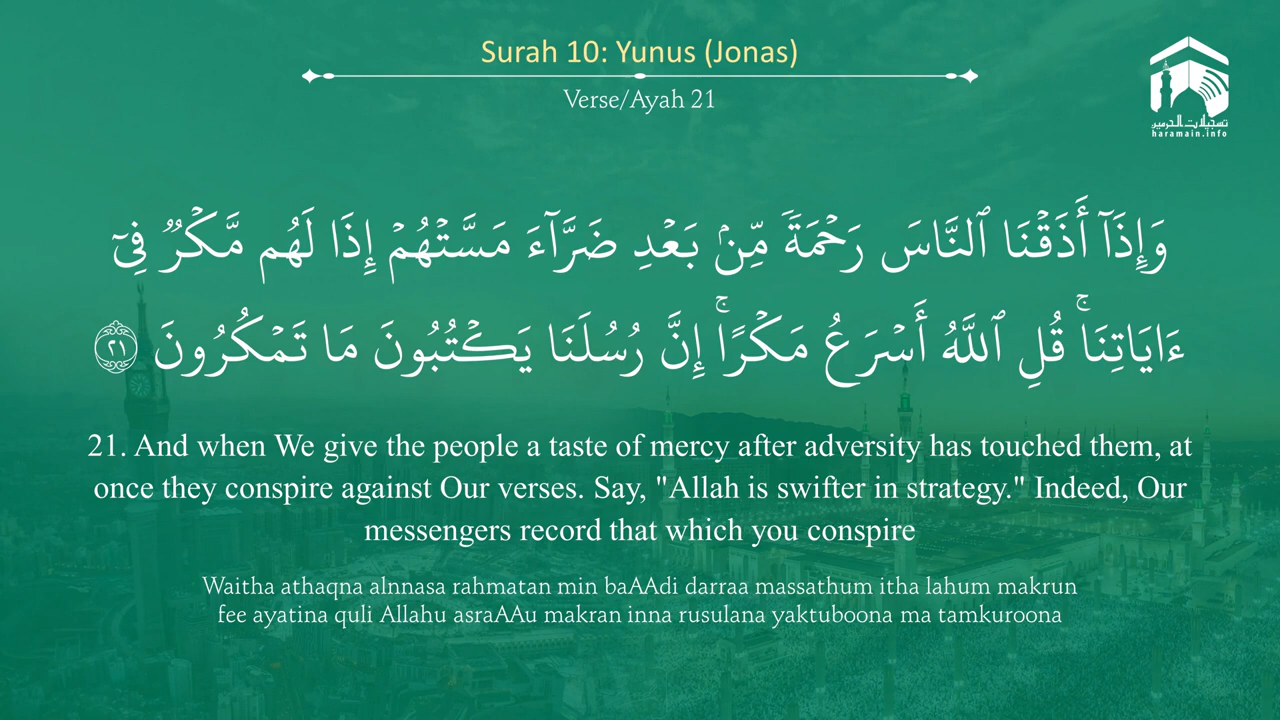 Surah 10: Yunus (Jonas)
Verse/Ayah 21
تسجيلات الحرمين
haramain.info
وَإِذَآ أَذَقۡنَا ٱلنَّاسَ رَحۡمَةٗ مِّنۢ بَعۡدِ ضَرَّآءَ مَسَّتۡهُمۡ إِذَا لَهُم مَّكۡرٞ فِيٓ
ءَايَاتِنَاۚ قُلِ ٱللَّهُ أَسۡرَعُ مَكۡرًاۚ إِنَّ رُسُلَنَا يَكۡتُبُونَ مَا تَمۡكُرُونَ ٢١
21. And when We give the people a taste of mercy after adversity has touched them, at
once they conspire against Our verses. Say, "Allah is swifter in strategy." Indeed, Our
messengers record that which you conspire
Waitha athaqna alnnasa rahmatan min baAAdi darraa massathum itha lahum makrun
fee ayatina quli Allahu asraAAu makran inna rusulana yaktuboona ma tamkuroona